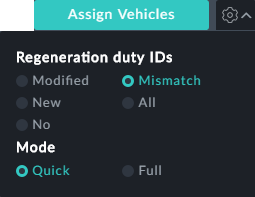 Assign Vehicles
Regeneration duty IDs
Modified Mismatch
New All
No
Mode
Quick Full